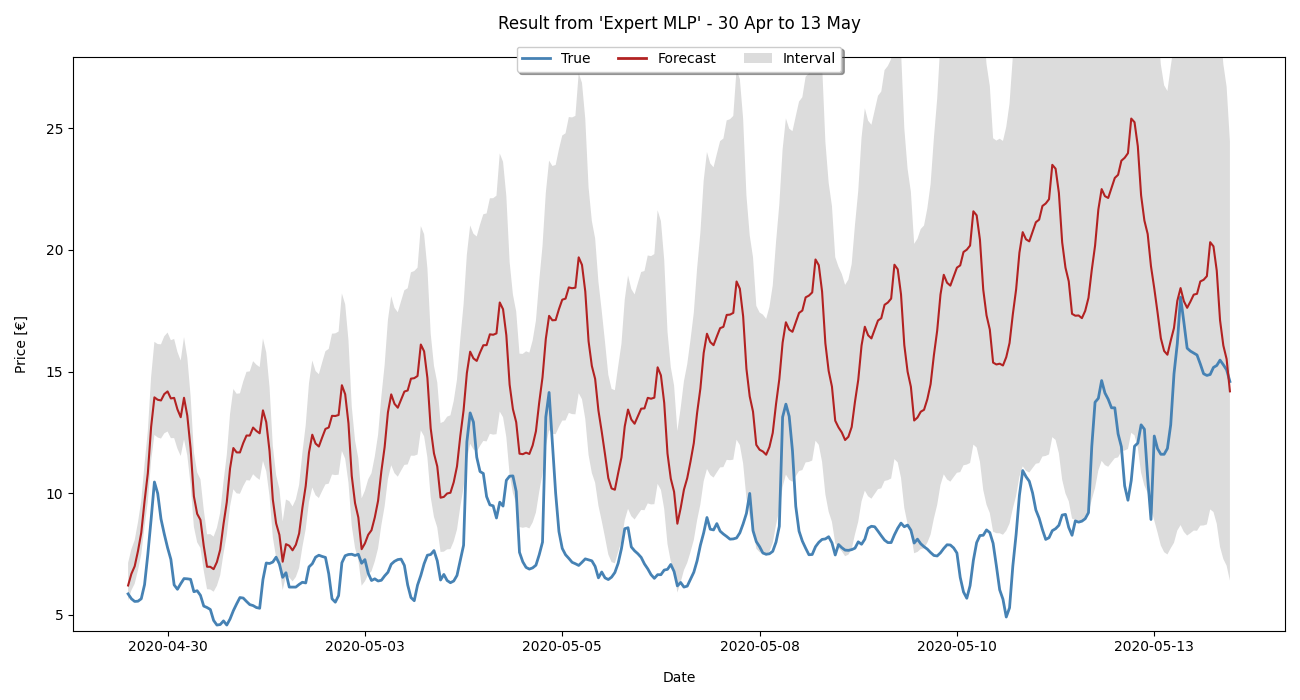 Result from 'Expert MLP' - 30 Apr to 13 May
True Forecast Interval
Price [€]
25
20
15
10
5
2020-04-30 2020-05-03 2020-05-05 2020-05-08 2020-05-10 2020-05-13
Date